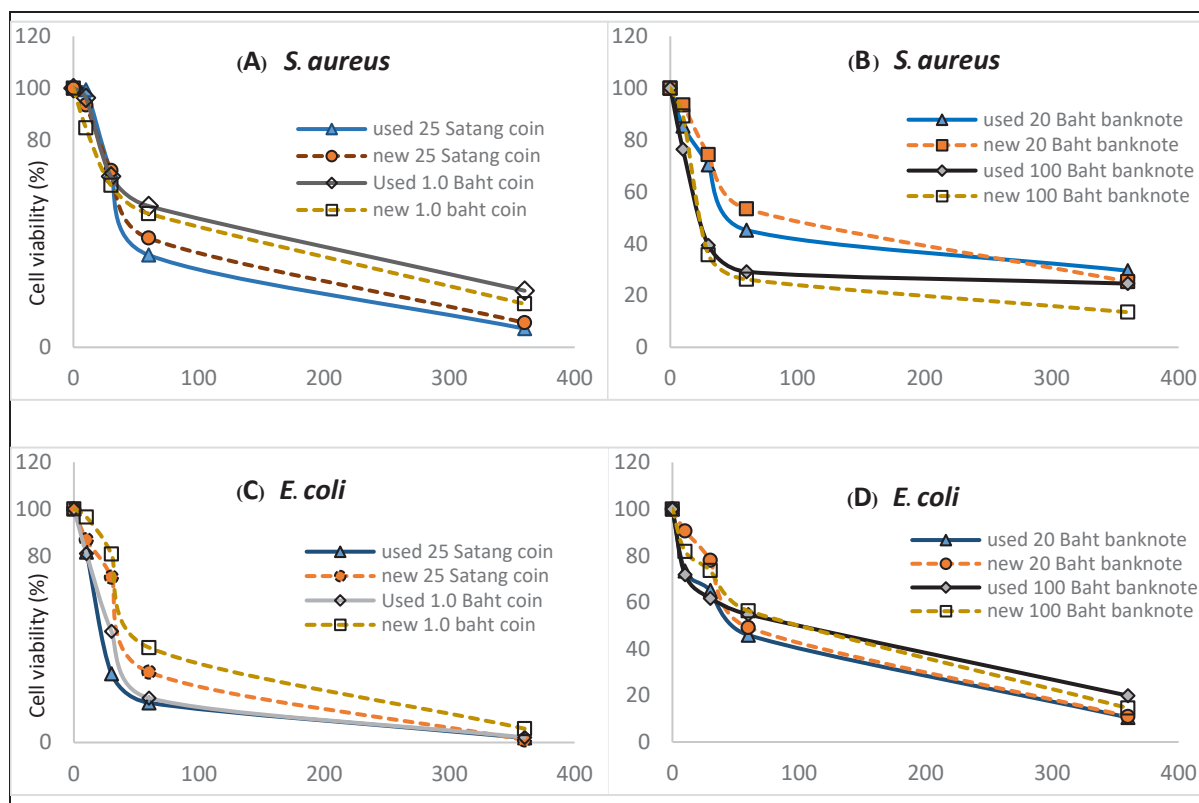 (A) S. aureus
120
100
80
60
40
20
0
Cell viability (%)
used 25 Satang coin
new 25 Satang coin
Used 1.0 Baht coin
new 1.0 baht coin
0 100 200 300 400
(B) S. aureus
120
100
80
60
40
20
0
used 20 Baht banknote
new 20 Baht banknote
used 100 Baht banknote
new 100 Baht banknote
0 100 200 300 400
(C) E. coli
120
100
80
60
40
20
0
Cell viability (%)
used 25 Satang coin
new 25 Satang coin
Used 1.0 Baht coin
new 1.0 baht coin
0 100 200 300 400
(D) E. coli
120
100
80
60
40
20
0
used 20 Baht banknote
new 20 Baht banknote
used 100 Baht banknote
new 100 Baht banknote
0 100 200 300 400